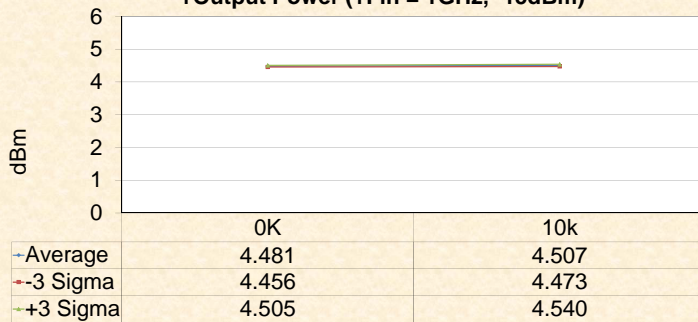 Output Power (
= 1GHz, -10dBm)
6
5
4
3
2
1
0
dBm
0K 10k
Average 4.481 4.507
-3 Sigma 4.456 4.473
+3 Sigma 4.505 4.540